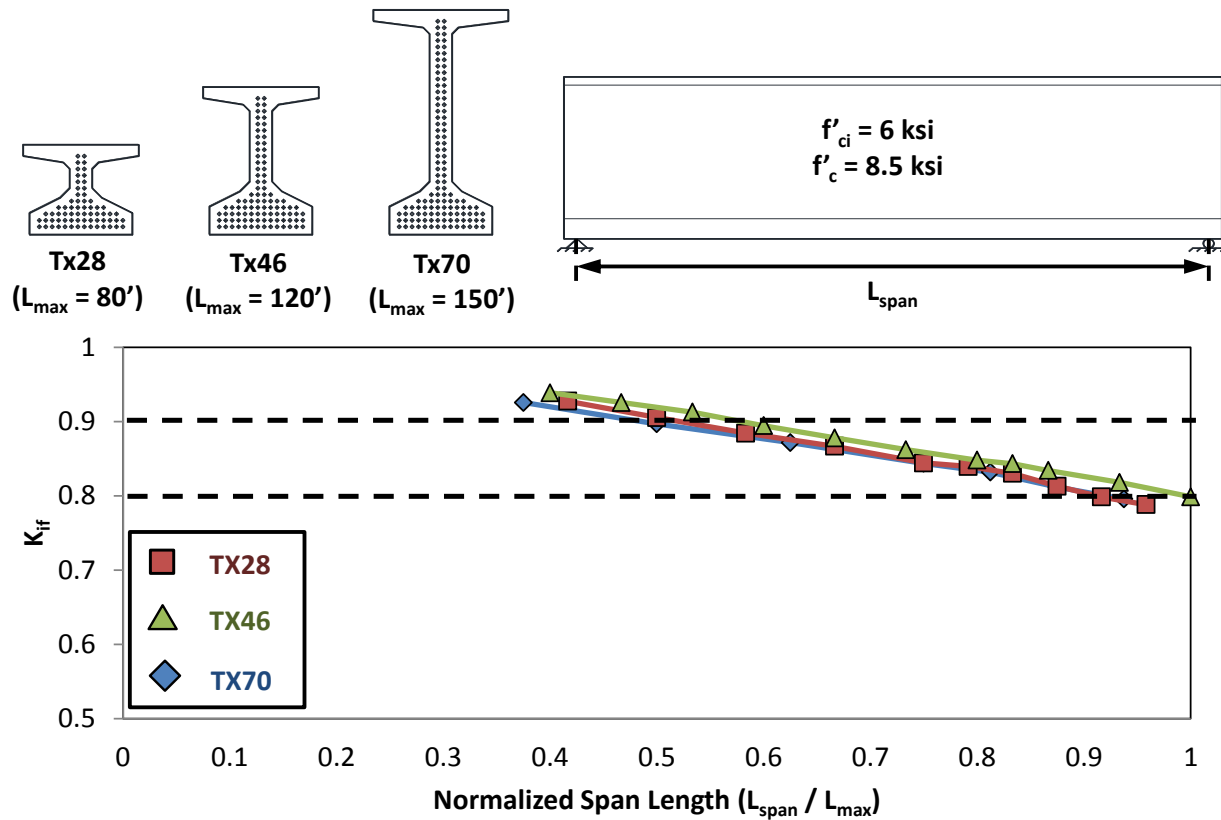 f'ci = 6 ksi
f'c = 8.5 ksi
Tx28
(Lmax = 80’)
Tx46
(Lmax = 120’)
Tx70
(Lmax = 150’)
Lspan
1
0.9
0.8
0.7
0.6
0.5
Kif
TX28
TX46
TX70
0 0.1 0.2 0.3 0.4 0.5 0.6 0.7 0.8 0.9 1
Normalized Span Length (Lspan / Lmax)